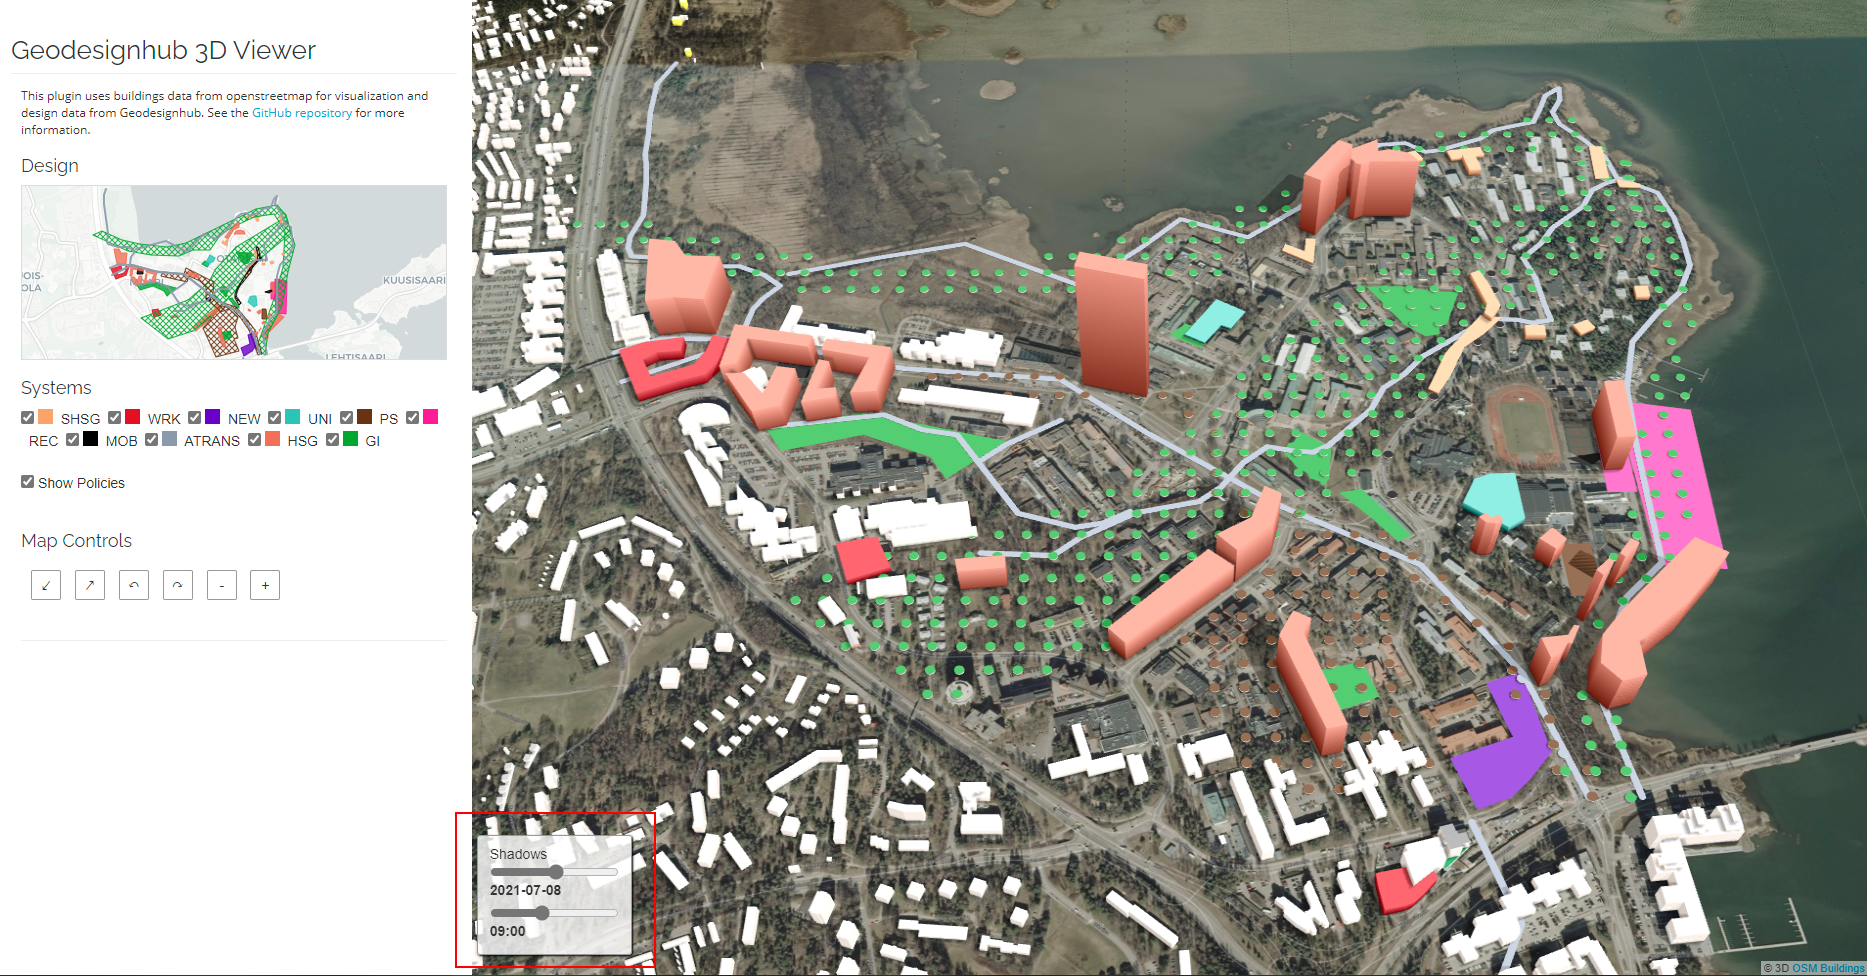 Geodesignhub 3D Viewer
This plugin uses buildings data from openstreetmap for visualization and
design data from Geodesignhub. See the GitHub repository for more
information.
Design
KUUSISAARI
OIS-
OLA
LEHTISAARI
Systems
SHSG WRK NEW UNI PS
REC MOB ATRANS HSG GI
Show Policies
Map Controls
- +
Shadows
2021-07-08
09:00
© 3D OSM Buildings